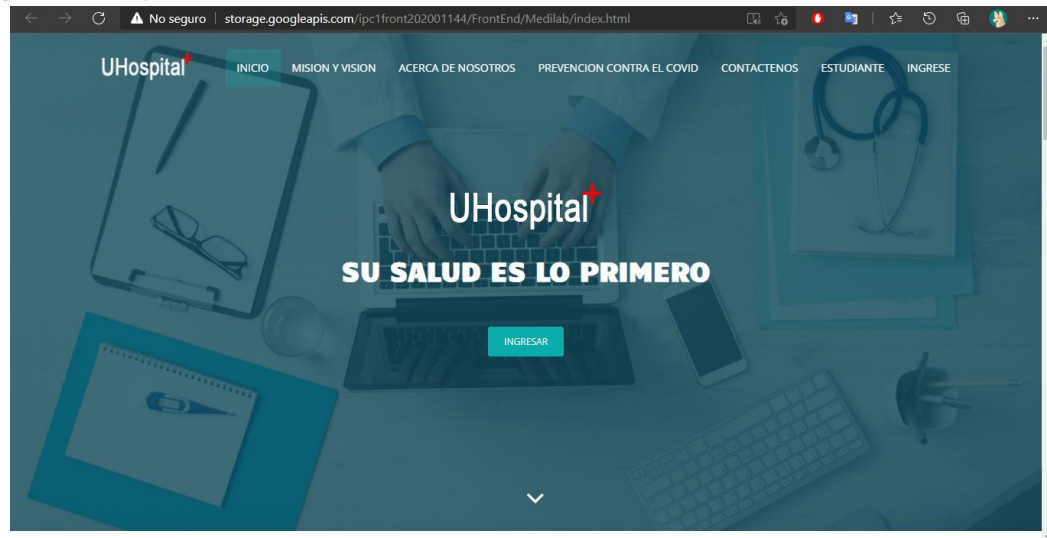 No seguro | storage.googleapis.com/ipc1front202001144/FrontEnd/Medilab/index.html
UHospital+ INICIO MISION Y VISION ACERCA DE NOSOTROS PREVENCION CONTRA EL COVID CONTACTENOS ESTUDIANTE INGRESE
UHospital+
SU SALUD ES LO PRIMERO
INGRESAR